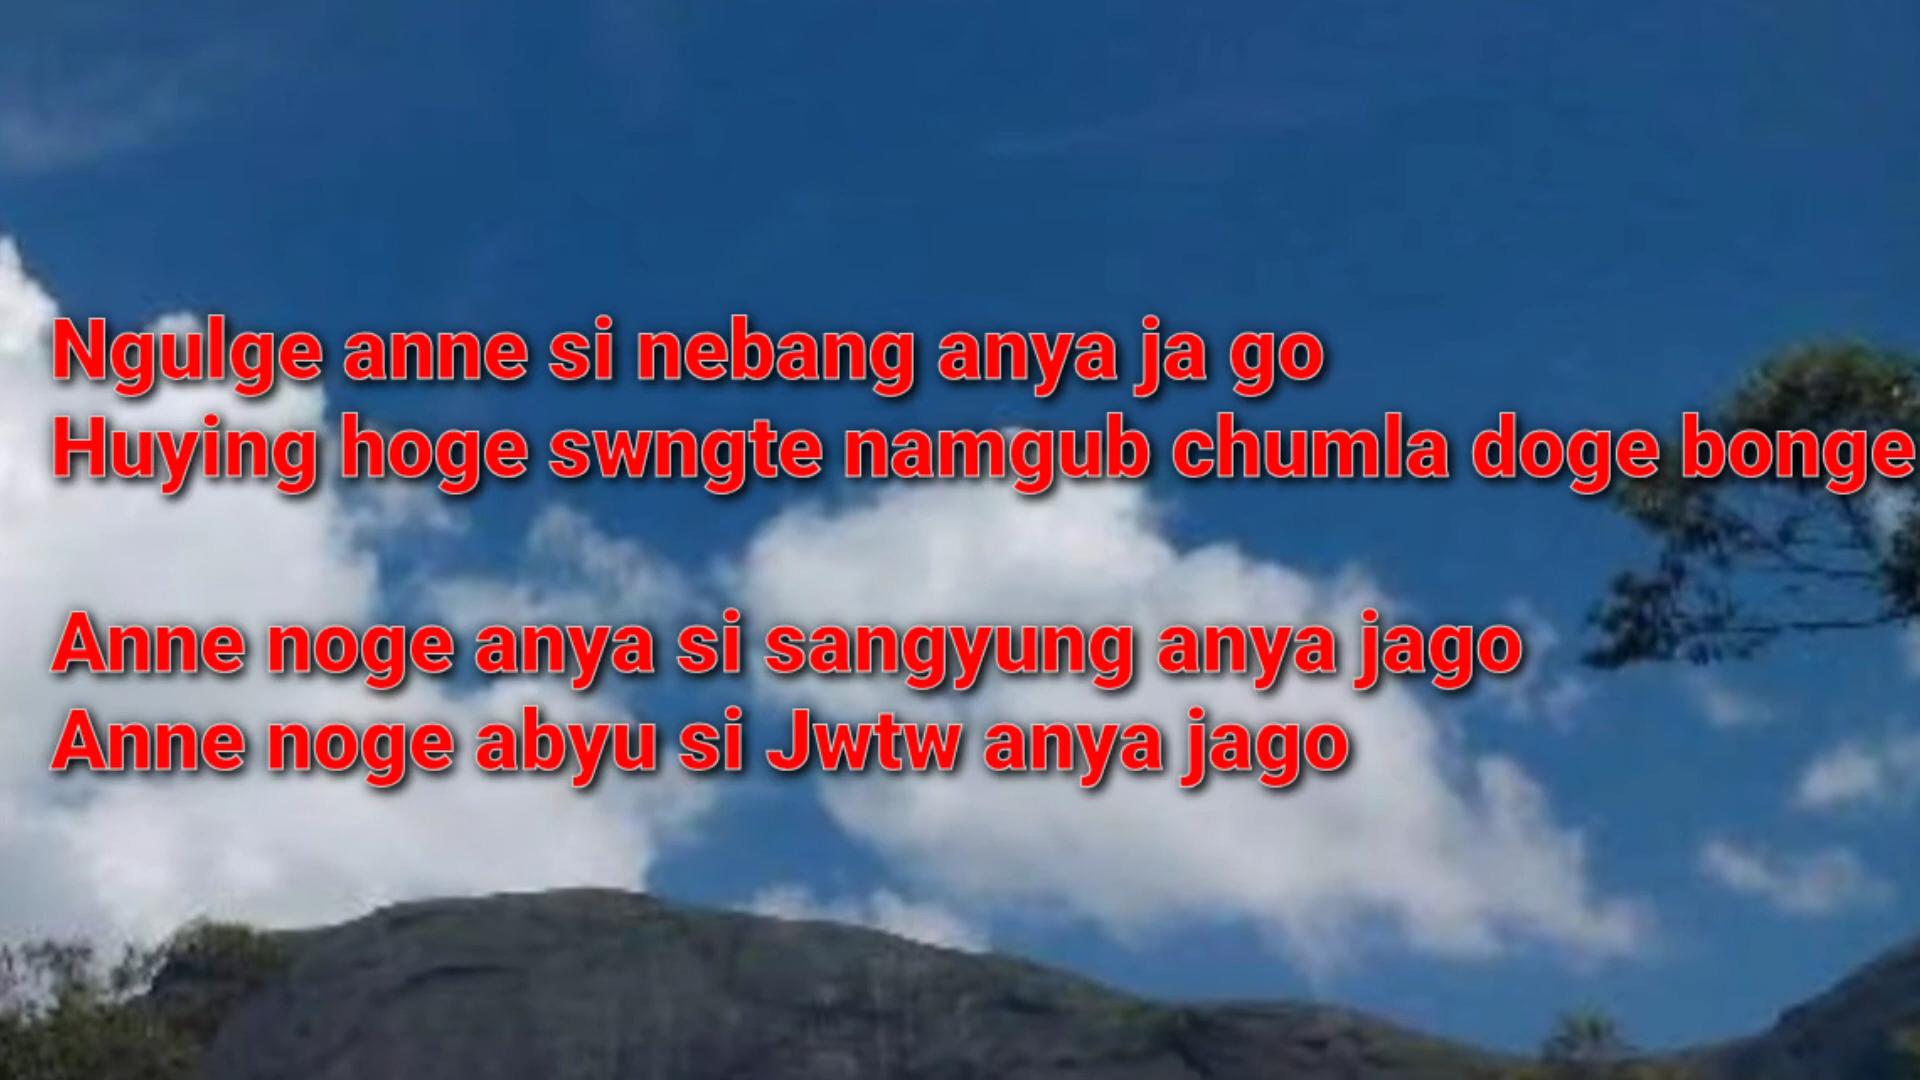 Ngulge anne si nebang anya ja go
Huying hoge swngte namgub chumla doge bonge
Anne noge anya si sangyung anya jago
Anne noge abyu si Jwtw anya jago